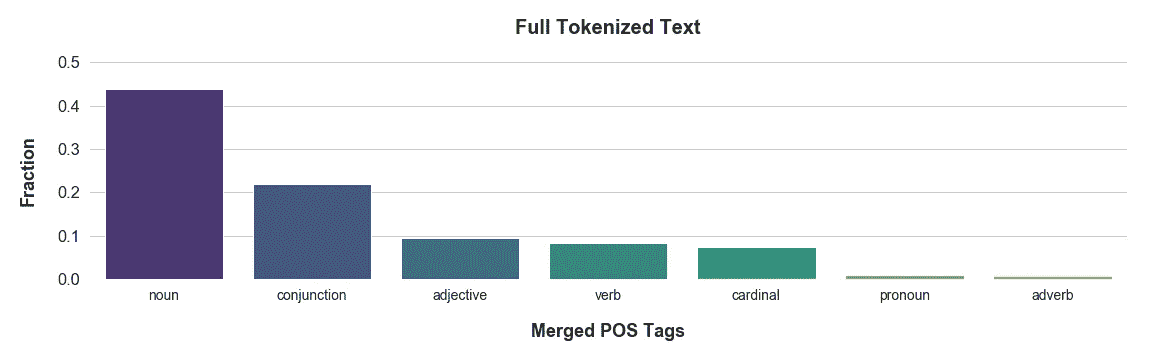 Full Tokenized Text
0.5
0.4
0.3
0.2
0.1
0.0
Fraction
noun conjunction adjective verb cardinal pronoun adverb
Merged POS Tags